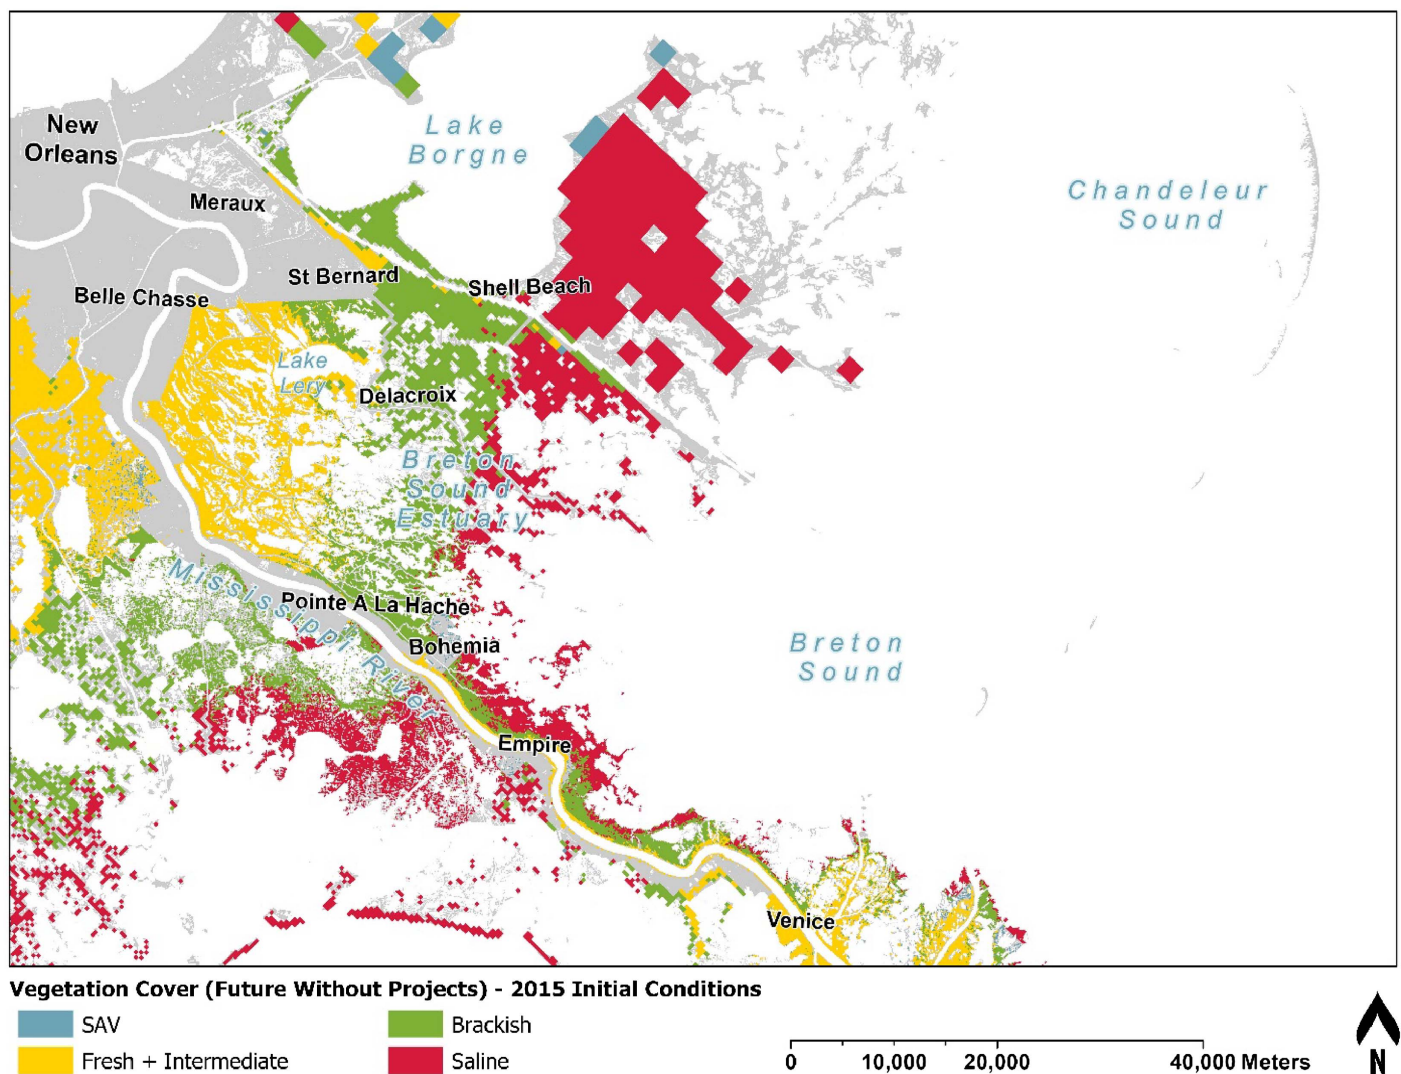 Lake
Borgne
New
Orleans
Chandeleur
Sound
Meraux
St Bernard
Shell Beach
Belle Chasse
Lake
Lery
Delacroix
Breton
Sound
Estuary
Mississippi River
Pointe A La Hache
Bohemia
Breton
Sound
Empire
Venice
Vegetation Cover (Future Without Projects) - 2015 Initial Conditions
SAV
Brackish
Fresh + Intermediate
Saline
0 10,000 20,000 40,000 Meters
N